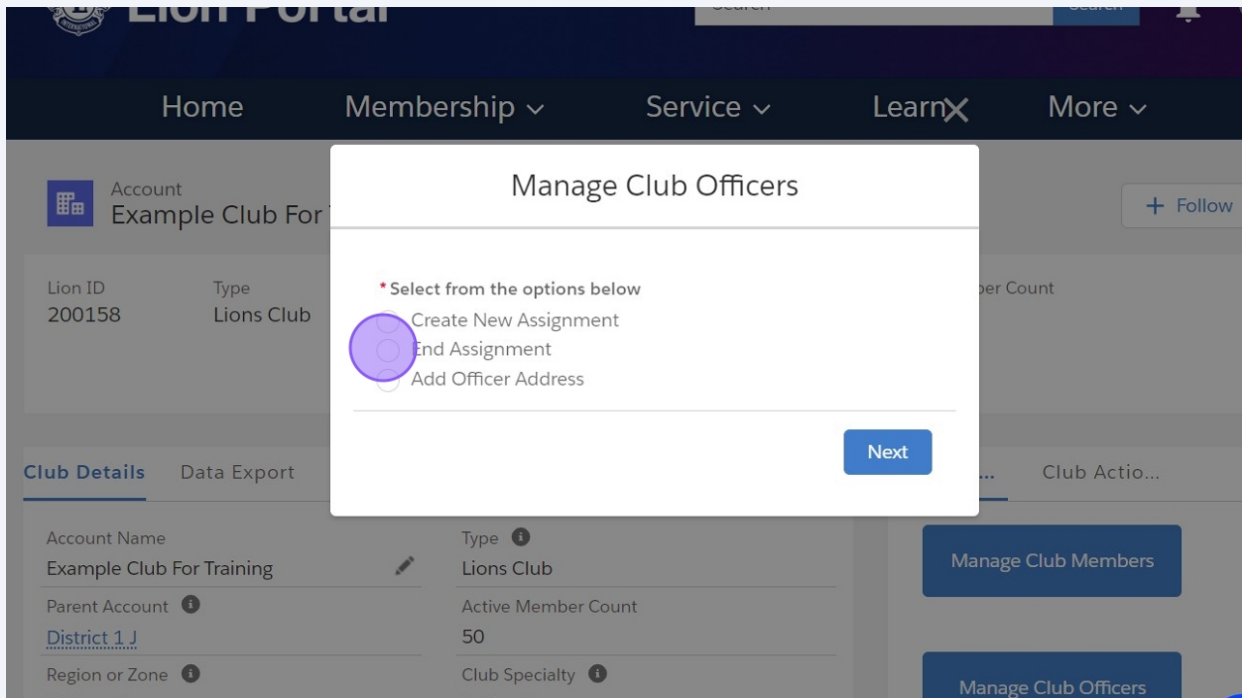 Lion Portal
Search Search
INTERNATIONAL
Home Membership Service Learn More
Manage Club Officers
Account
Example Club For
+ Follow
* Select from the options below
Lion ID Type
200158 Lions Club
Count
Create New Assignment
End Assignment
Add Officer Address
Next
Club Details Data Export
... Club Actio...
Account Name
Example Club For Training
Type
Lions Club
Manage Club Members
Parent Account
District 1 J
Active Member Count
50
Region or Zone
Club Specialty
Manage Club Officers